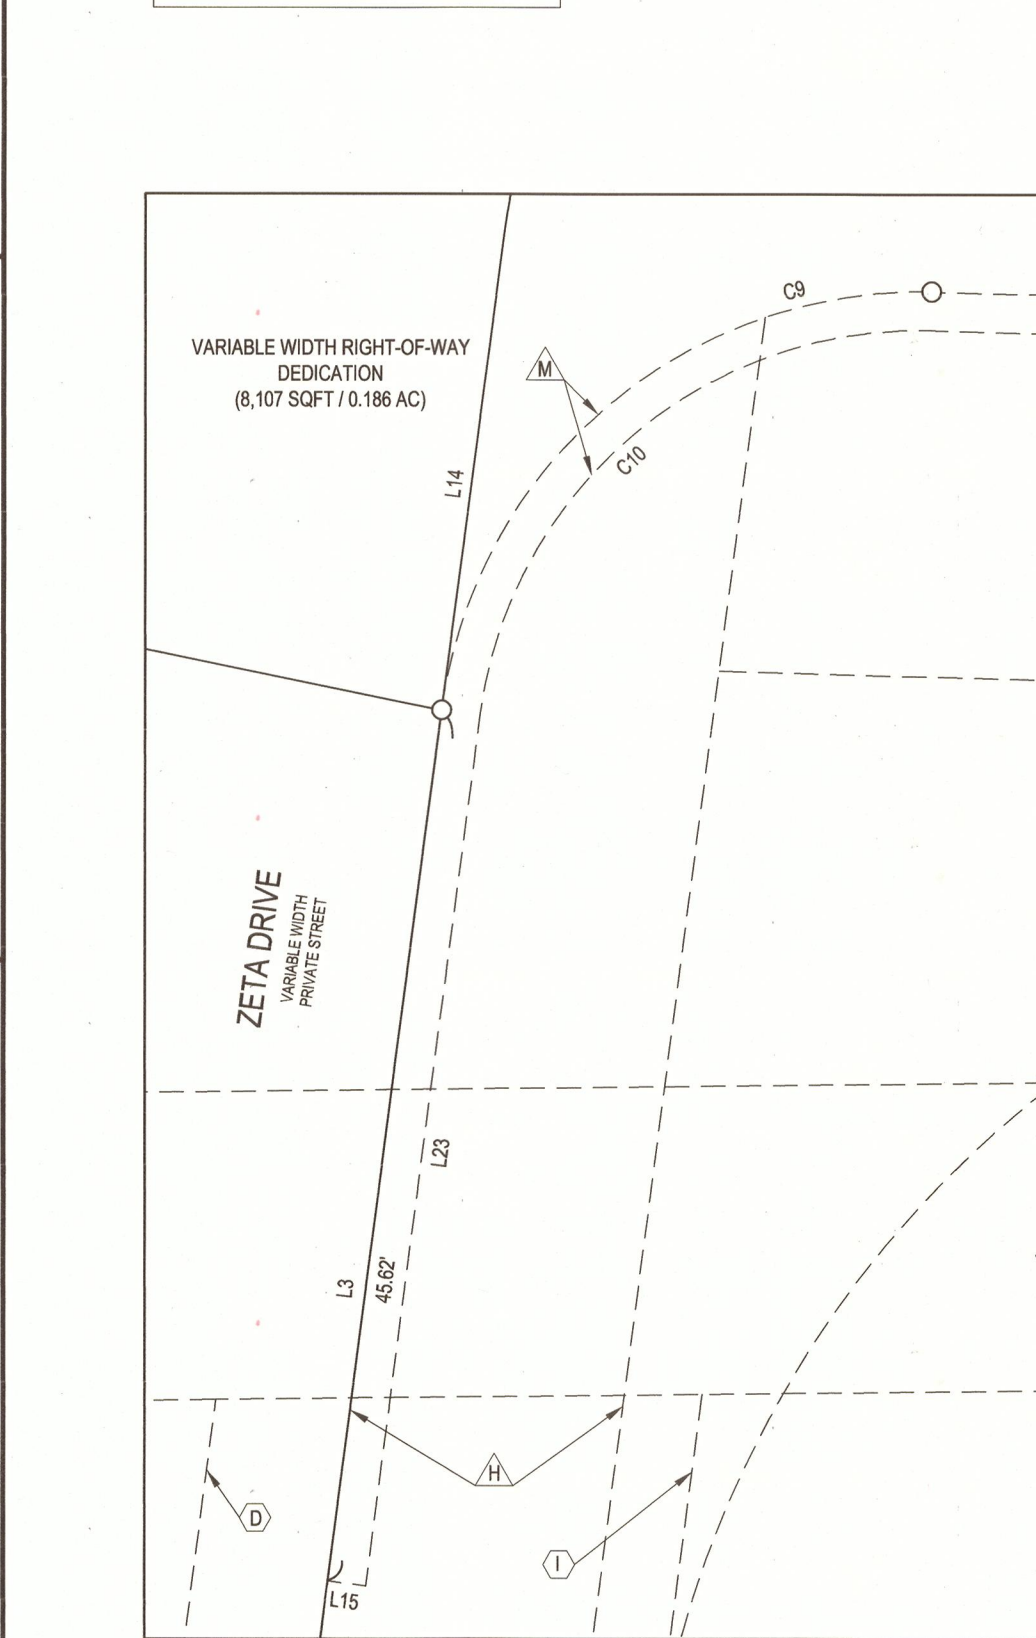 C9
VARIABLE WIDTH RIGHT-OF-WAY
DEDICATION
(8,107 SQFT / 0.186 AC)
M
C10
L14
ZETA DRIVE
VARIABLE WIDTH
PRIVATE STREET
L23
L3
45.62'
H
D
I
L15